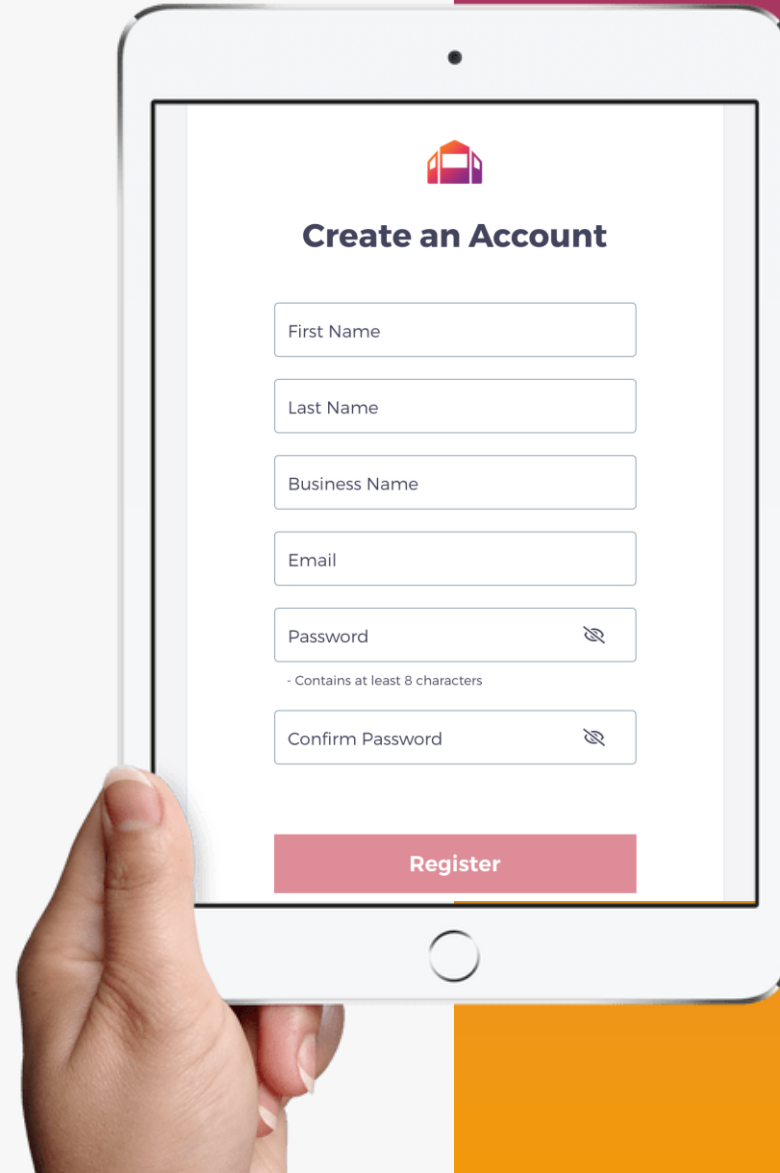 Create an Account
First Name
Last Name
Business Name
Email
Password
- Contains at least 8 characters
Confirm Password
Register